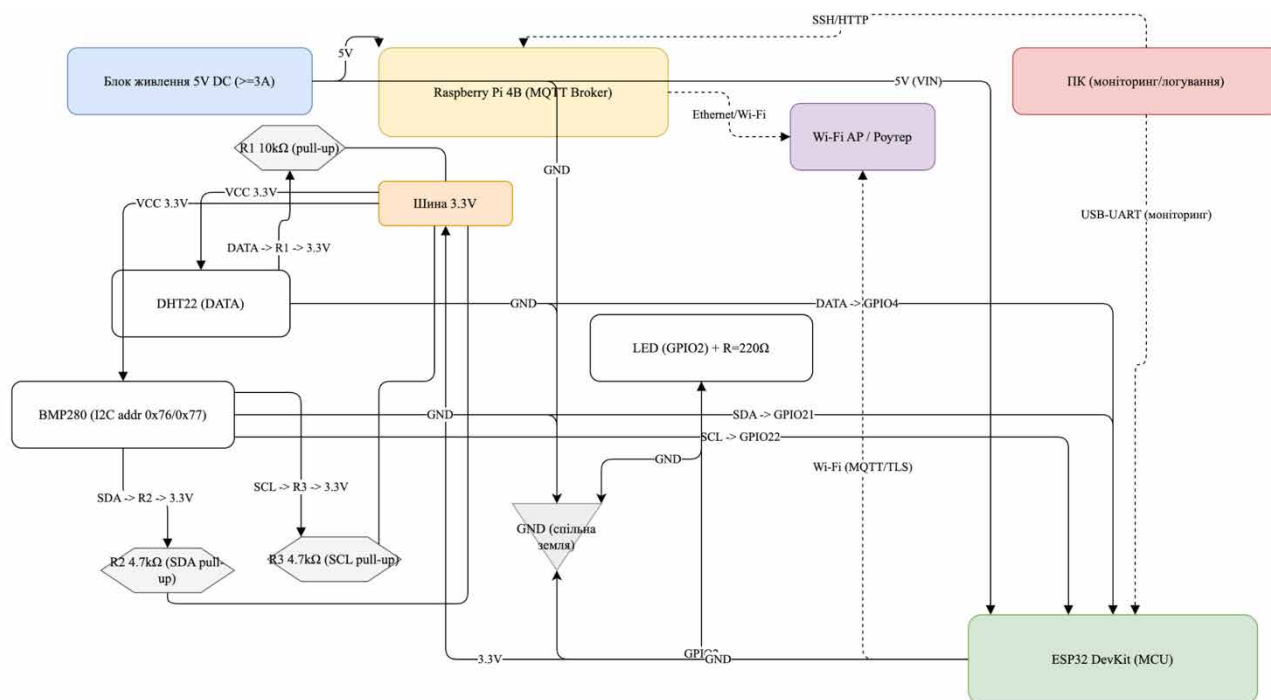 SSH/HTTP
5V
Блок живлення 5V DC (>=3A)
Raspberry Pi 4B (MQTT Broker)
5V (VIN)
ПК (моніторинг/логування)
Ethernet/Wi-Fi
Wi-Fi AP / Роутер
R1 10kΩ (pull-up)
GND
VCC 3.3V
VCC 3.3V
Шина 3.3V
USB-UART (моніторинг)
DATA -> R1 -> 3.3V
DHT22 (DATA)
GND
DATA -> GPIO4
LED (GPIO2) + R=220Ω
BMP280 (I2C addr 0x76/0x77)
GND
SDA -> GPIO21
SCL -> GPIO22
GND
Wi-Fi (MQTT/TLS)
SDA -> R2 -> 3.3V
SCL -> R3 -> 3.3V
GND (спільна
земля)
R2 4.7kΩ (SDA pull-
up)
R3 4.7kΩ (SCL pull-up)
3.3V
GND
ESP32 DevKit (MCU)